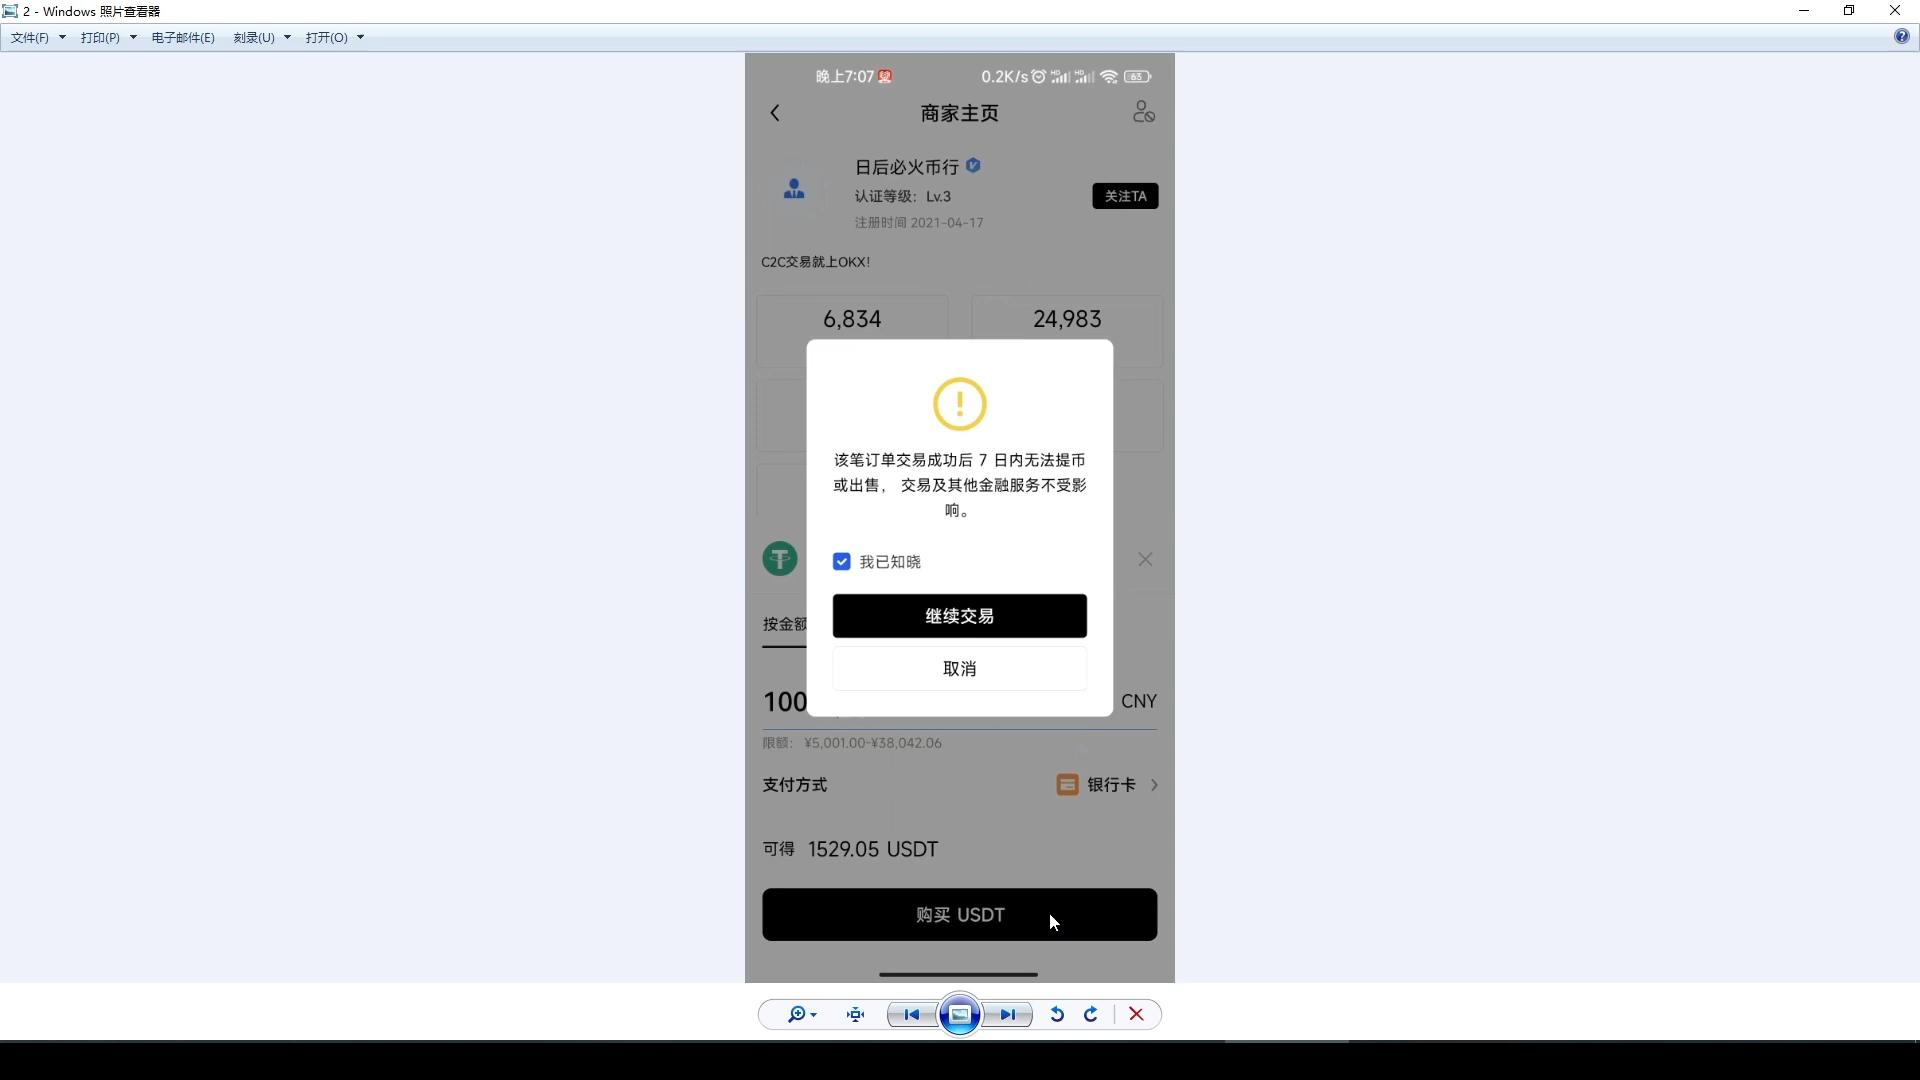 2 - Windows 照片查看器
文件(F) 打印(P) 电子邮件(E) 刻录(U) 打开(O)
晚上7:07 0.2K/s HD HD 63
商家主页
日后必火币行
认证等级: Lv.3
关注TA
注册时间 2021-04-17
C2C交易就上OKX!
6,834 24,983
该笔订单交易成功后 7 日内无法提币
或出售, 交易及其他金融服务不受影
响。
我已知晓
继续交易
按金额
取消
100 CNY
限额: ¥5,001.00-¥38,042.06
支付方式 银行卡
可得 1529.05 USDT
购买 USDT